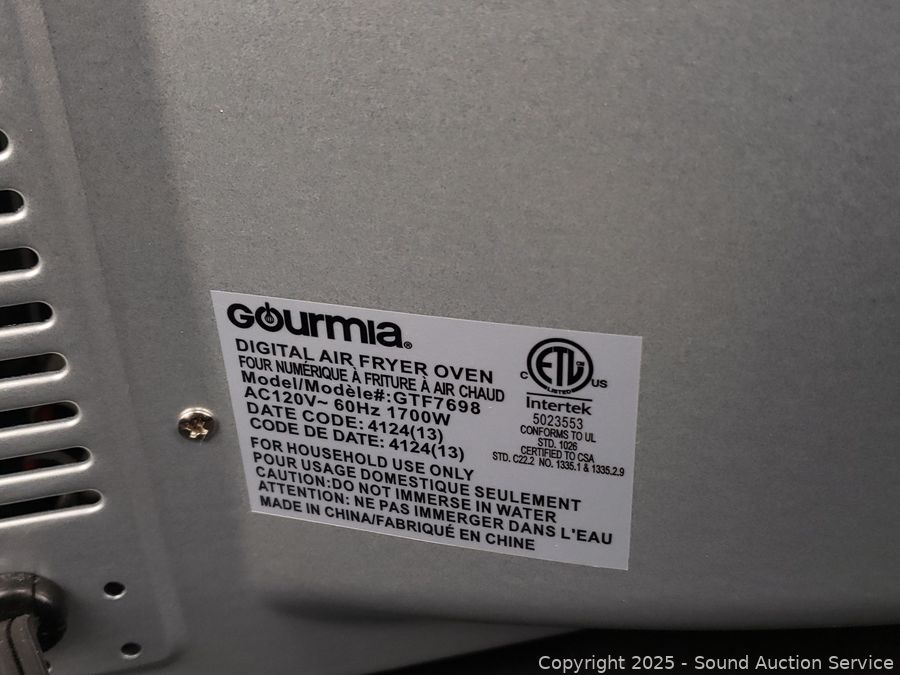 GOURMIA®
DIGITAL AIR FRYER OVEN
FOUR NUMÉRIQUE À FRITURE À AIR CHAUD
Model/Modèle#:GTF7698
AC120V~ 60Hz 1700W
DATE CODE: 4124(13)
CODE DE DATE: 4124(13)
FOR HOUSEHOLD USE ONLY
POUR USAGE DOMESTIQUE SEULEMENT
CAUTION:DO NOT IMMERSE IN WATER
ATTENTION: NE PAS IMMERGER DANS L'EAU
MADE IN CHINA/FABRIQUÉ EN CHINE
C ETL US
LISTED
Intertek
5023553
CONFORMS TO UL
STD. 1026
CERTIFIED TO CSA
STD. C22.2 NO. 1335.1 & 1335.2.9
Copyright 2025 - Sound Auction Service